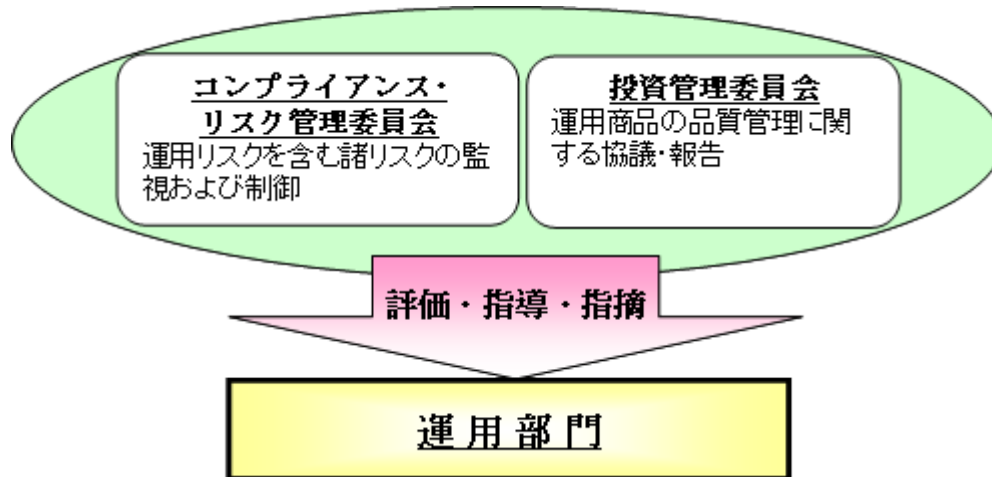 コンプライアンス・
リスク管理委員会
運用リスクを含む諸リスクの監
視および制御
投資管理委員会
運用商品の品質管理に関
する協議・報告
評価・指導・指摘
運用部門